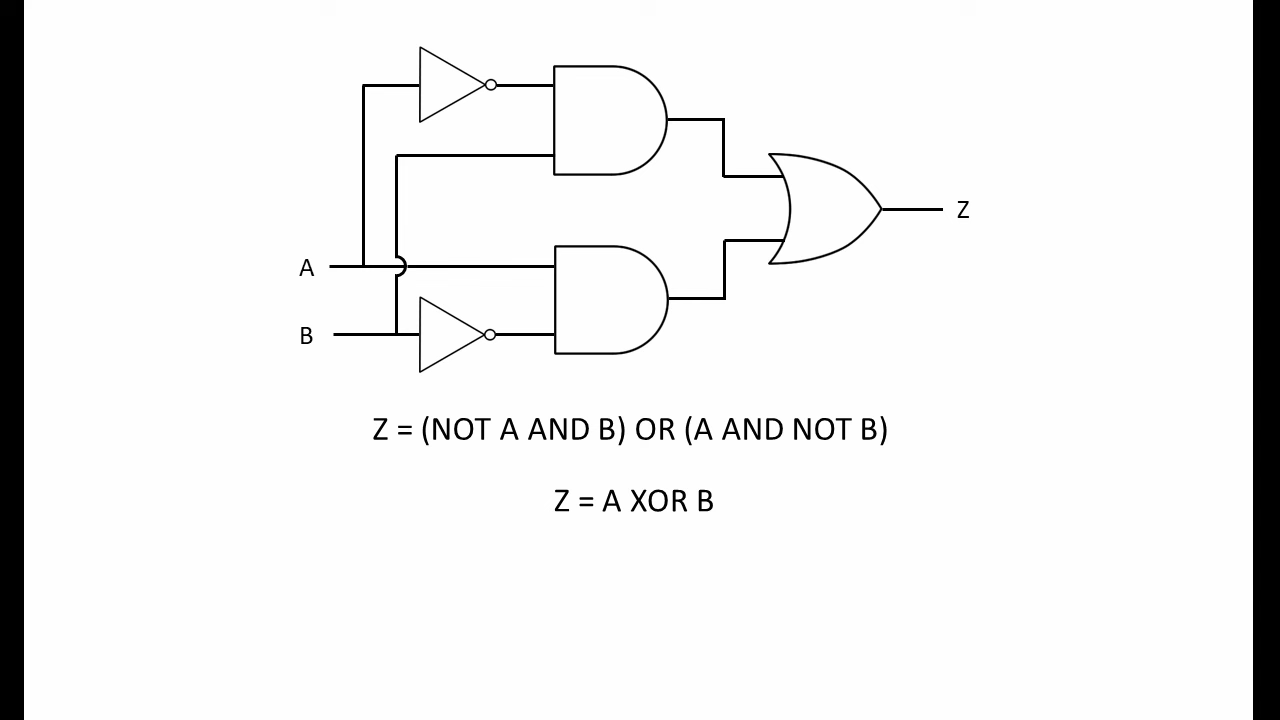 A
B
Z
Z = (NOT A AND B) OR (A AND NOT B)
Z = A XOR B